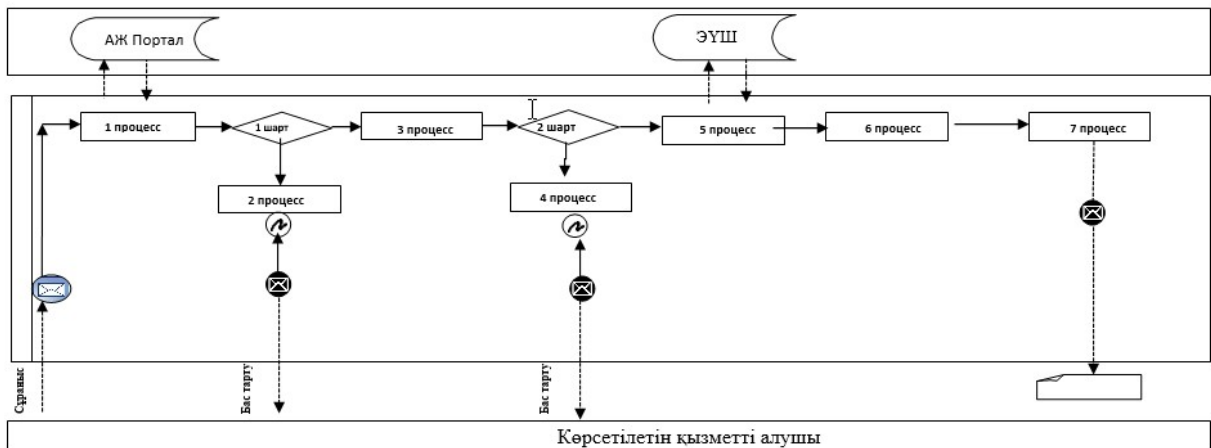 АЖ Портал
ЭҮШ
1 процесс
1 шарт
3 процесс
2 шарт
5 процесс
6 процесс
7 процесс
2 процесс
4 процесс
Сұраныс
Бас тарту
Бас тарту
Көрсетілетін қызметті алушы